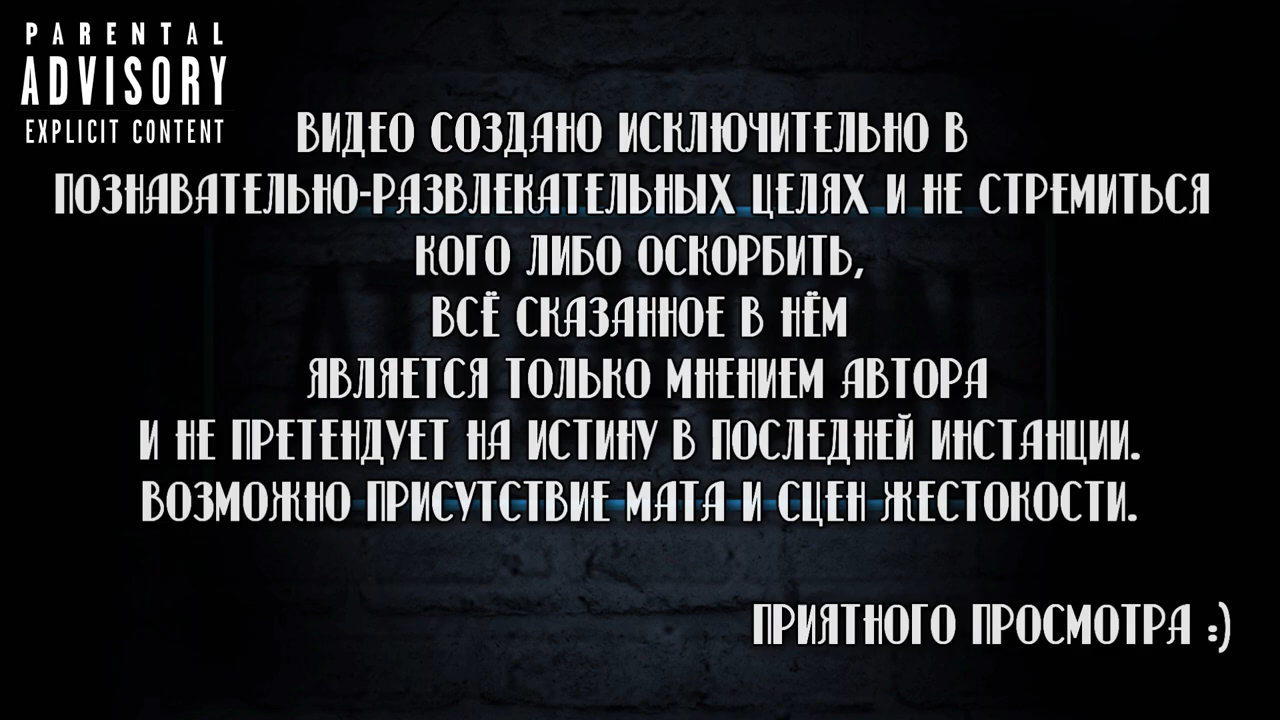 PARENTAL
ADVISORY
EXPLICIT CONTENT
ВИДЕО СОЗДАНО ИСКЛЮЧИТЕЛЬНО В
ПОЗНАВАТЕЛЬНО-РАЗВЛЕКАТЕЛЬНЫХ ЦЕЛЯХ И НЕ СТРЕМИТЬСЯ
КОГО ЛИБО ОСКОРБИТЬ,
ВСЁ СКАЗАННОЕ В НЁМ
ЯВЛЯЕТСЯ ТОЛЬКО МНЕНИЕМ АВТОРА
И НЕ ПРЕТЕНДУЕТ НА ИСТИНУ В ПОСЛЕДНЕЙ ИНСТАНЦИИ.
ВОЗМОЖНО ПРИСУТСТВИЕ МАТА И СЦЕН ЖЕСТОКОСТИ.
ПРИЯТНОГО ПРОСМОТРА :)